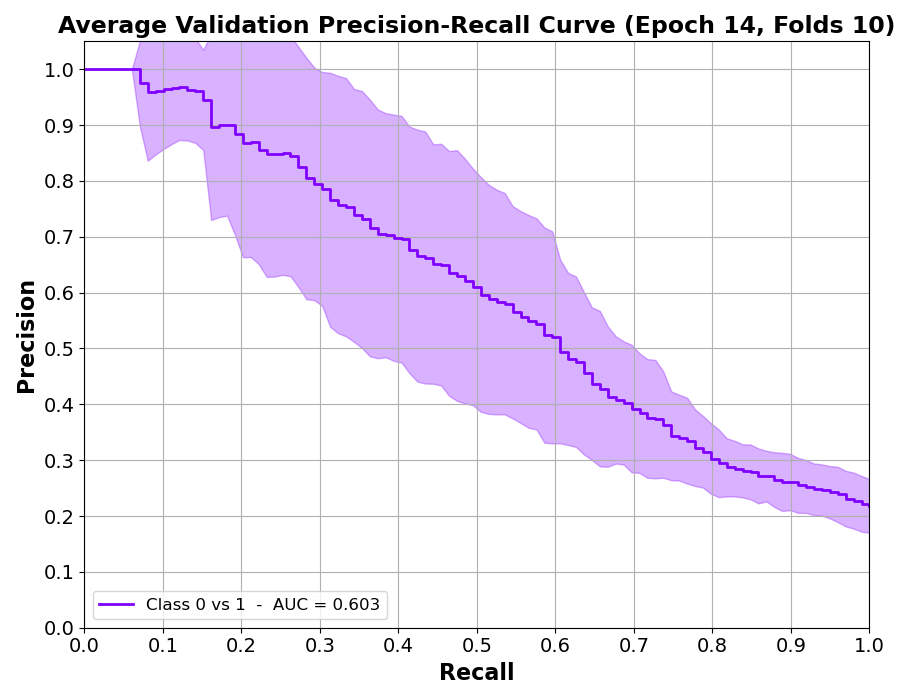 Average Validation Precision-Recall Curve (Epoch 14, Folds 10)
Precision
1.0
0.9
0.8
0.7
0.6
0.5
0.4
0.3
0.2
0.1
0.0
Class 0 vs 1 - AUC = 0.603
0.0 0.1 0.2 0.3 0.4 0.5 0.6 0.7 0.8 0.9 1.0
Recall